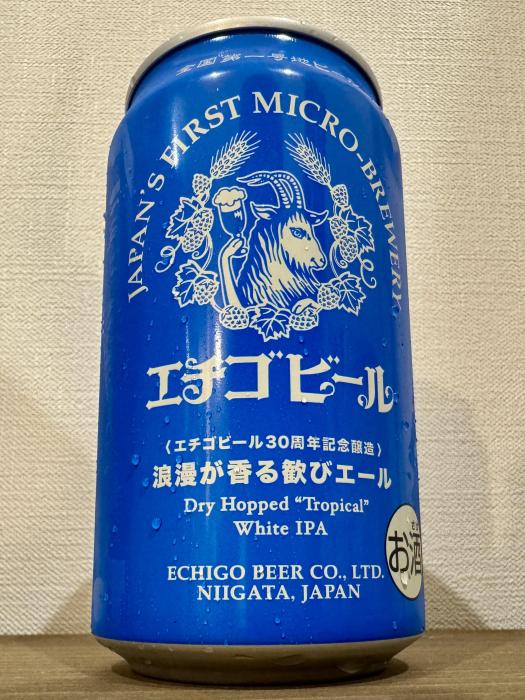 全国第一号地ビール
JAPAN'S FIRST MICRO-BREWERY
エチゴビール
〈エチゴビール30周年記念醸造〉
浪漫が香る歓びエール
Dry Hopped “Tropical”
White IPA
お酒
ECHIGO BEER CO., LTD.
NIIGATA, JAPAN